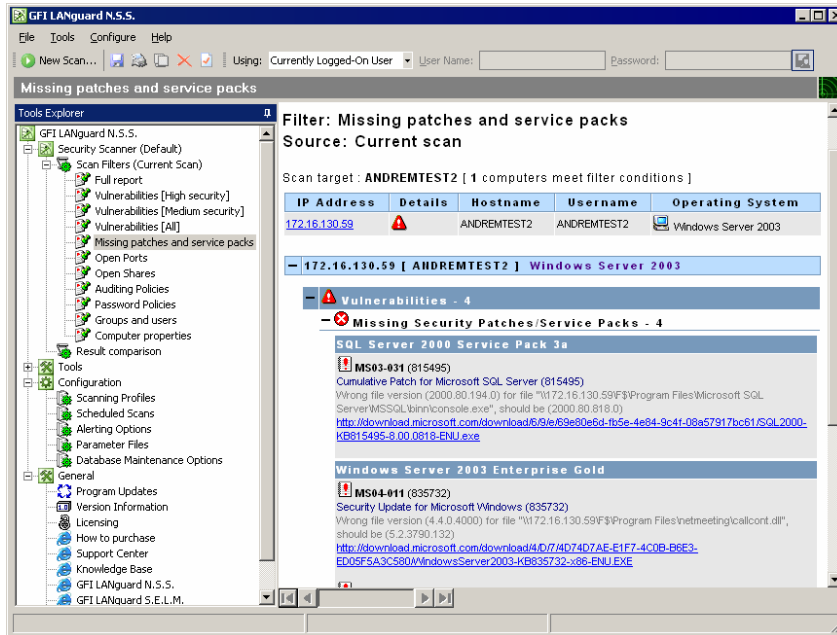 GFI LANguard N.S.S.
File Tools Configure Help
New Scan... Using: Currently Logged-On User User Name: Password:
Missing patches and service packs
Tools Explorer
GFI LANguard N.S.S.
Security Scanner (Default)
Scan Filters (Current Scan)
Full report
Vulnerabilities [High security]
Vulnerabilities [Medium security]
Vulnerabilities [All]
Missing patches and service packs
Open Ports
Open Shares
Auditing Policies
Password Policies
Groups and users
Computer properties
Result comparison
Tools
Configuration
Scanning Profiles
Scheduled Scans
Alerting Options
Parameter Files
Database Maintenance Options
General
Program Updates
Version Information
Licensing
How to purchase
Support Center
Knowledge Base
GFI LANguard N.S.S.
GFI LANguard S.E.L.M.
Filter: Missing patches and service packs
Source: Current scan
Scan target : ANDREMTEST2 [ 1 computers meet filter conditions ]
IP Address Details Hostname Username Operating System
172.16.130.59 ANDREMTEST2 ANDREMTEST2 Windows Server 2003
172.16.130.59 [ ANDREMTEST2 ] Windows Server 2003
Vulnerabilities - 4
Missing Security Patches/Service Packs - 4
SQL Server 2000 Service Pack 3a
MS03-031 (815495)
Cumulative Patch for Microsoft SQL Server (815495)
Wrong file version (2000.80.194.0) for file "\\172.16.130.59\F$\Program Files\Microsoft SQL
Server\MSSQL\binn\console.exe", should be (2000.80.818.0)
http://download.microsoft.com/download/6/9/e/69e80e6d-fb5e-4e84-9c4f-08a57917bc61/SQL2000-
KB815495-8.00.0818-ENU.exe
Windows Server 2003 Enterprise Gold
MS04-011 (835732)
Security Update for Microsoft Windows (835732)
Wrong file version (4.4.0.4000) for file "\\172.16.130.59\F$\Program Files\netmeeting\callcont.dll",
should be (5.2.3790.132)
http://download.microsoft.com/download/4/D/7/4D74D7AE-E1F7-4C0B-B6E3-
ED05F5A3C580/WindowsServer2003-KB835732-x86-ENU.EXE